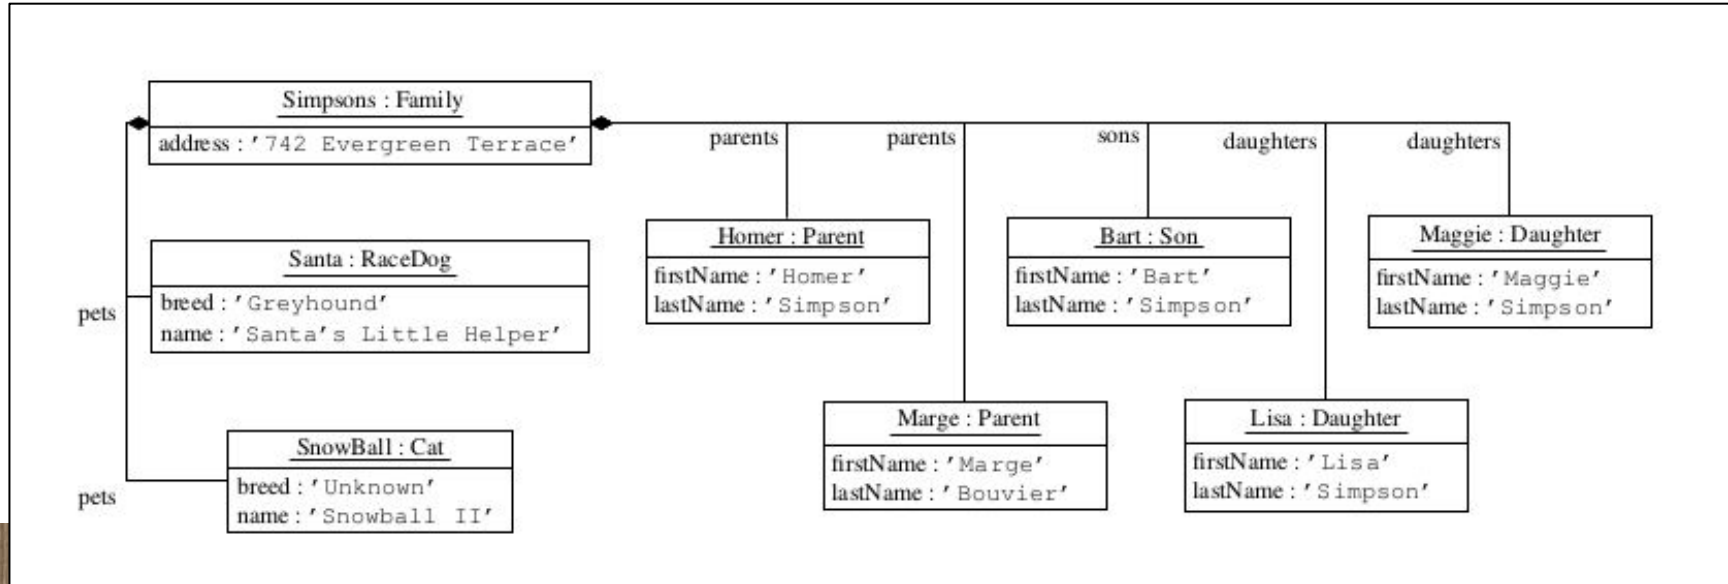 Simpsons : Family
address : '742 Evergreen Terrace'
parents
parents
sons
daughters
daughters
Homer : Parent
firstName : 'Homer'
lastName : 'Simpson'
Bart : Son
firstName : 'Bart'
lastName : 'Simpson'
Maggie : Daughter
firstName : 'Maggie'
lastName : 'Simpson'
Santa : RaceDog
breed : 'Greyhound'
name : 'Santa's Little Helper'
pets
Marge : Parent
firstName : 'Marge'
lastName : 'Bouvier'
Lisa : Daughter
firstName : 'Lisa'
lastName : 'Simpson'
SnowBall : Cat
breed : 'Unknown'
name : 'Snowball II'
pets